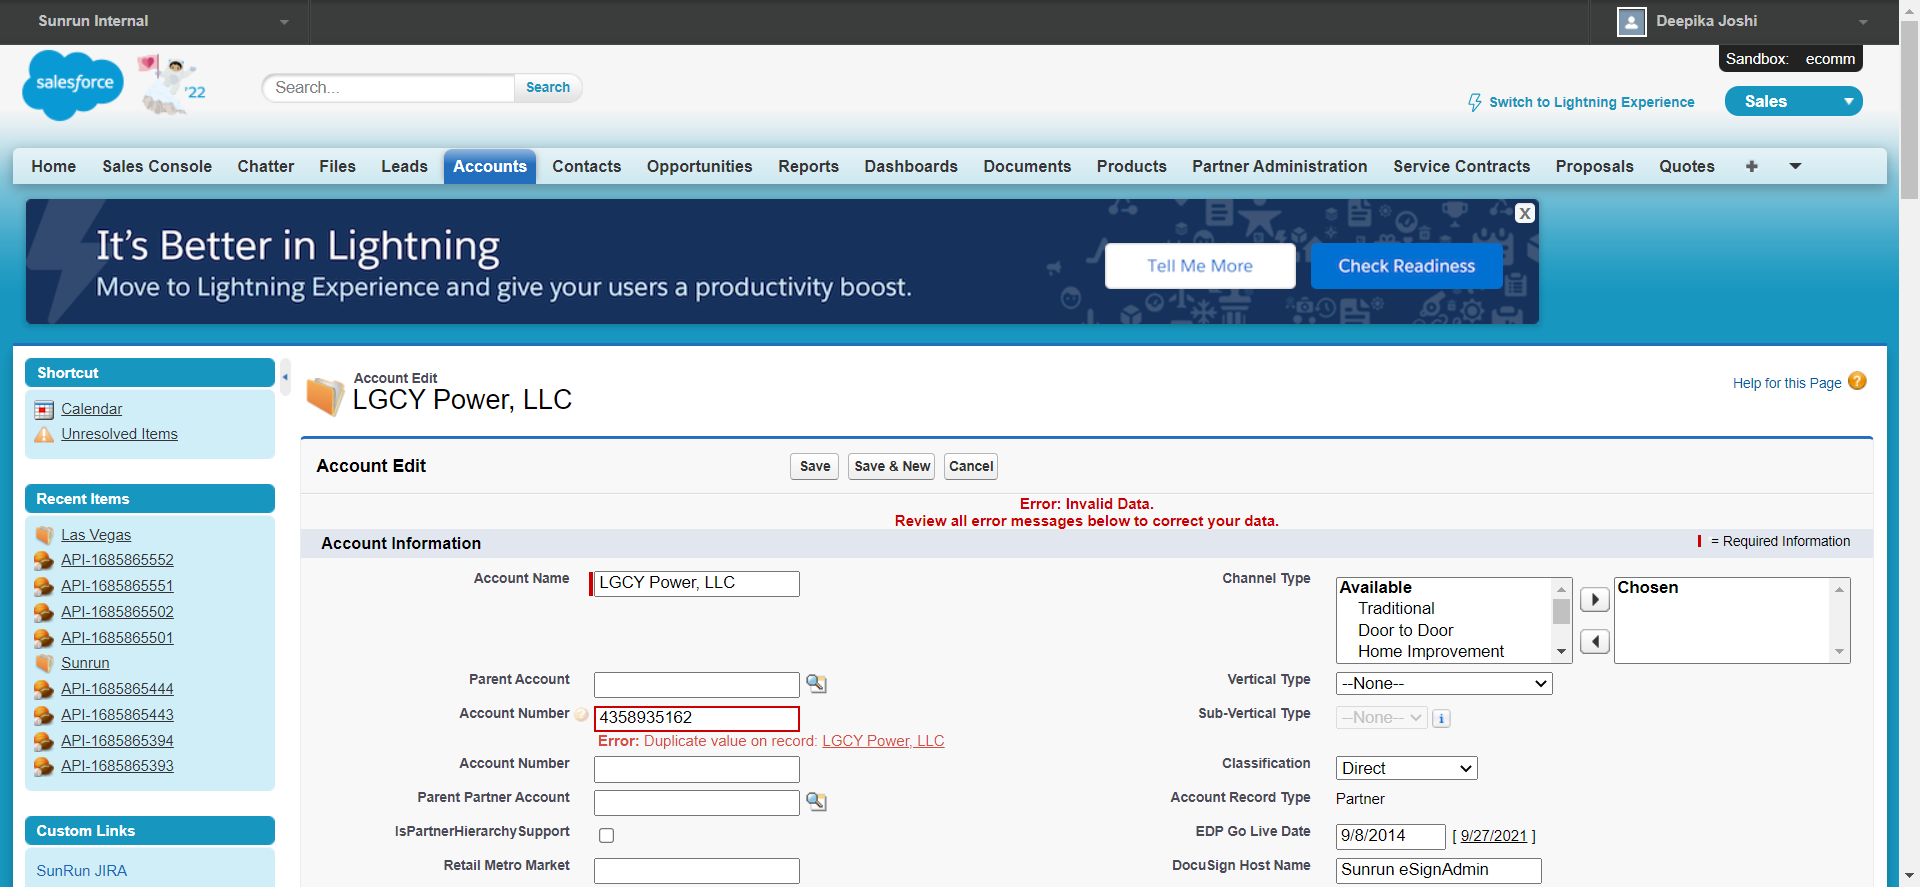 Sunrun Internal
Deepika Joshi
Sandbox: ecomm
salesforce
'22
Search...
Search
Switch to Lightning Experience
Sales
Home Sales Console Chatter Files Leads Accounts Contacts Opportunities Reports Dashboards Documents Products Partner Administration Service Contracts Proposals Quotes
It's Better in Lightning
Move to Lightning Experience and give your users a productivity boost.
Tell Me More
Check Readiness
X
Shortcut
Calendar
Unresolved Items
Recent Items
Las Vegas
API-1685865552
API-1685865551
API-1685865502
API-1685865501
Sunrun
API-1685865444
API-1685865443
API-1685865394
API-1685865393
Custom Links
SunRun JIRA
Account Edit
LGCY Power, LLC
Help for this Page ?
Account Edit
Save
Save & New
Cancel
Error: Invalid Data.
Review all error messages below to correct your data.
Account Information
= Required Information
Account Name LGCY Power, LLC
Channel Type
Available
Traditional
Door to Door
Home Improvement
Chosen
Parent Account
Vertical Type --None--
Account Number ? 4358935162
Error: Duplicate value on record: LGCY Power, LLC
Sub-Vertical Type --None-- i
Account Number
Classification Direct
Parent Partner Account
Account Record Type Partner
IsPartnerHierarchySupport
EDP Go Live Date 9/8/2014 [ 9/27/2021 ]
Retail Metro Market
DocuSign Host Name Sunrun eSignAdmin